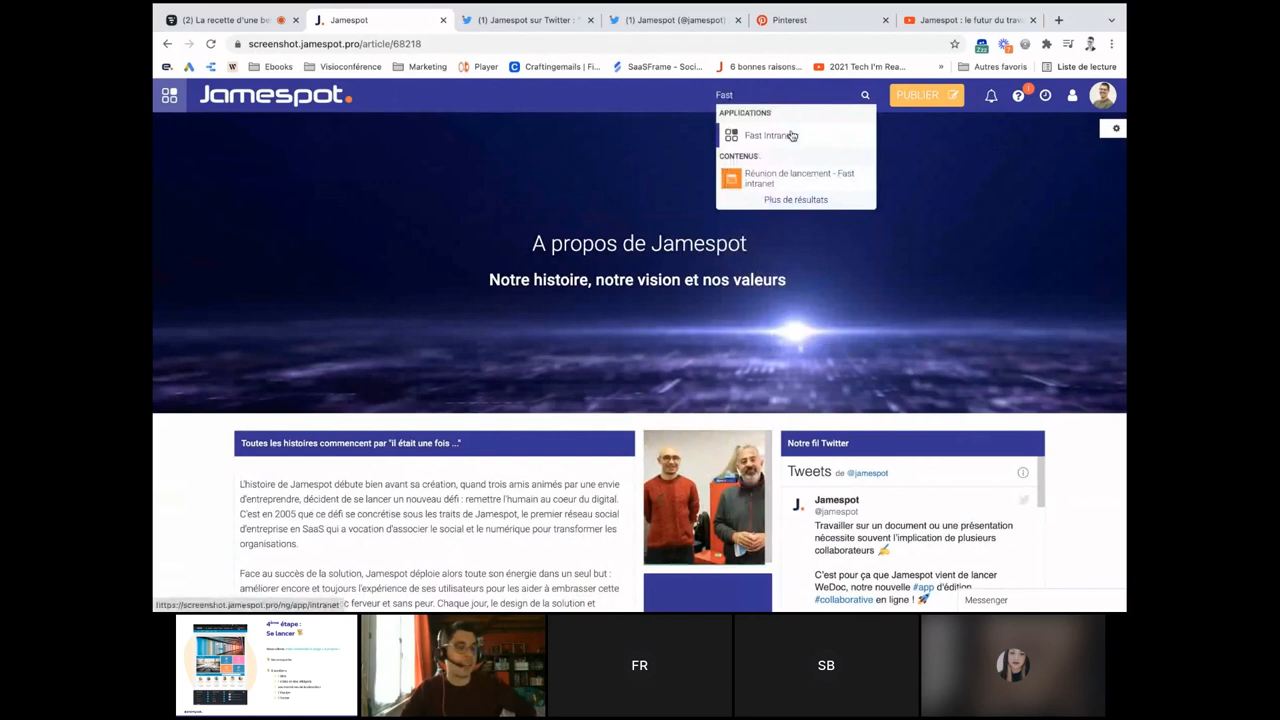 (2) La recette d'une be
Jamespot
(1) Jamespot sur Twitter : "
(1) Jamespot (@jamespot)
Pinterest
Jamespot : le futur du trav
screenshot.jamespot.pro/article/68218
Ebooks
Visioconférence
Marketing
Player
Craftingemails | Fi...
SaaSFrame - Soci...
6 bonnes raisons...
2021 Tech I'm Rea...
»
Autres favoris
Liste de lecture
Jamespot.
Fast
PUBLIER
APPLICATIONS
Fast Intranet
CONTENUS
Réunion de lancement - Fast
intranet
Plus de résultats
A propos de Jamespot
Notre histoire, notre vision et nos valeurs
Toutes les histoires commencent par "il était une fois ..."
L'histoire de Jamespot débute bien avant sa création, quand trois amis animés par une envie
d'entreprendre, décident de se lancer un nouveau défi : remettre l'humain au coeur du digital.
C'est en 2005 que ce défi se concrétise sous les traits de Jamespot, le premier réseau social
d'entreprise en SaaS qui a vocation d'associer le social et le numérique pour transformer les
organisations.
Face au succès de la solution, Jamespot déploie alors toute son énergie dans un seul but :
améliorer encore et toujours l'expérience de ses utilisateurs pour les aider à embrasser cette
c ferveur et sans peur. Chaque jour, le design de la solution et
https://screenshot.jamespot.pro/ng/app/intranet
Notre fil Twitter
Tweets de @jamespot
Jamespot
@jamespot
Travailler sur un document ou une présentation
nécessite souvent l'implication de plusieurs
collaborateurs ✍️
C'est pour ça que Jamespot vient de lancer
WeDoc, notre nouvelle #app d'édition
#collaborative en ligne ! 🚀
Messenger
4ème étape :
Se lancer
FR
SB